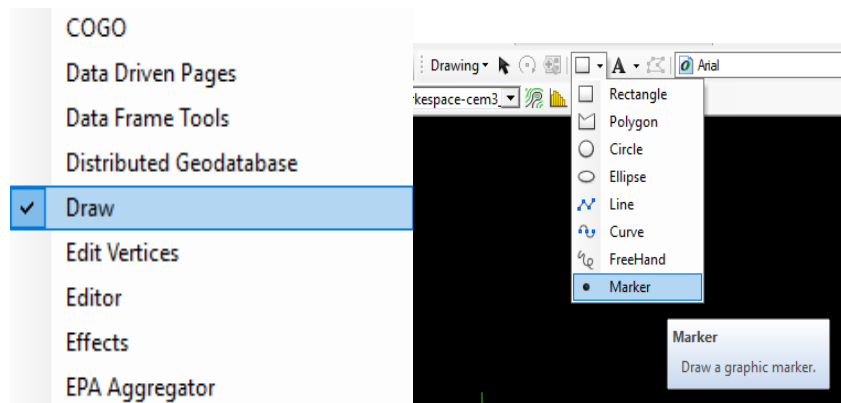 COGO
Data Driven Pages
Data Frame Tools
Distributed Geodatabase
Draw
Edit Vertices
Editor
Effects
EPA Aggregator
Drawing A Arial
kespace-cem3_
Rectangle
Polygon
Circle
Ellipse
Line
Curve
FreeHand
Marker
Marker
Draw a graphic marker.